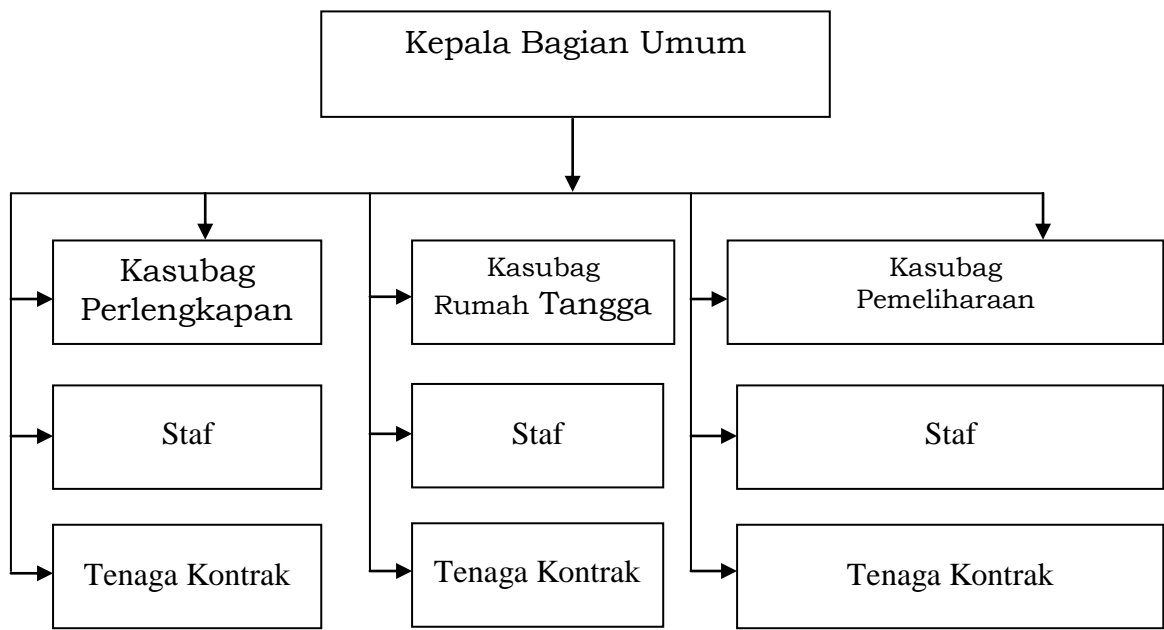 Kepala Bagian Umum
Kasubag
Perlengkapan
Kasubag
Rumah Tangga
Kasubag
Pemeliharaan
Staf
Staf
Staf
Tenaga Kontrak
Tenaga Kontrak
Tenaga Kontrak